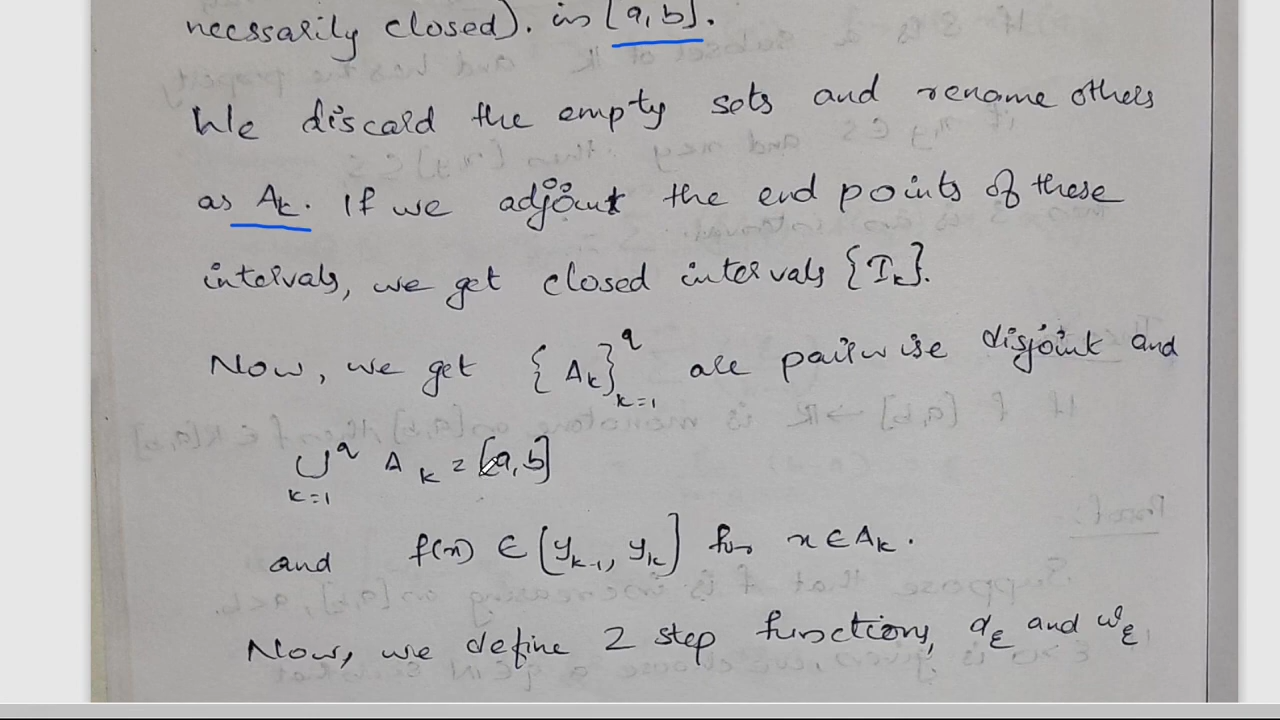 necssarily closed). in [a,b].
We discard the empty sets and rename others
as Aₖ. If we adjoint the end points of these
intervals, we get closed intervals {Iₖ}.
Now, we get {Aₖ}ₖ₌₁^q are pairwise disjoint and
∪ₖ₌₁^q Aₖ = [a,b]
and f(x) ∈ [yₖ₋₁, yₖ] for x ∈ Aₖ.
Now, we define 2 step functions, αε and ωε